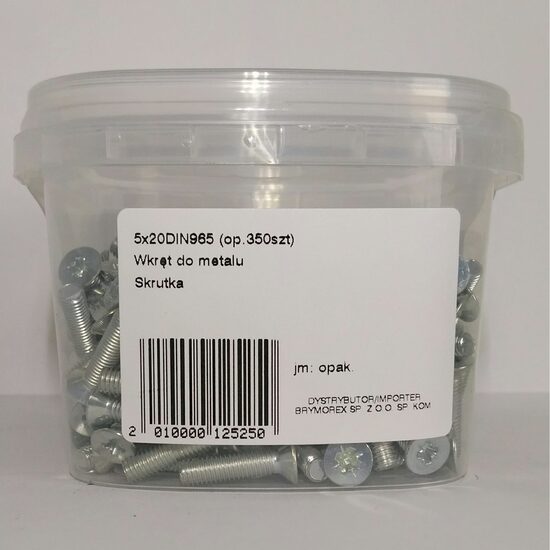 5x20DIN965 (op.350szt)
Wkręt do metalu
Skrutka
jm: opak.
2 010000 125250
DYSTRYBUTOR/IMPORTER
BRYMOREX SP. Z O.O. SP. KOM